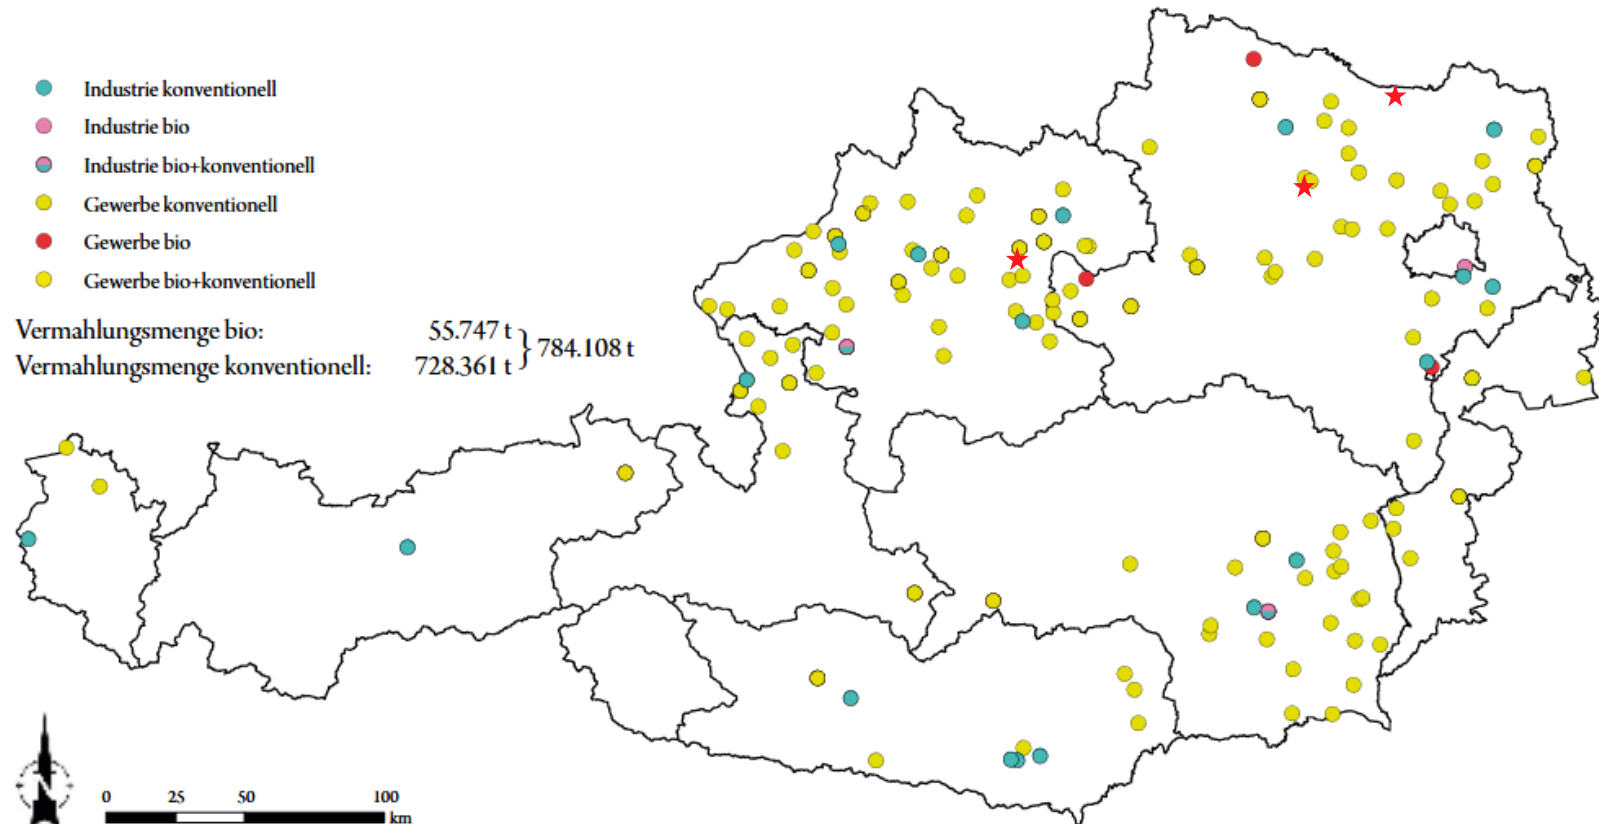 Industrie konventionell
Industrie bio
Industrie bio+konventionell
Gewerbe konventionell
Gewerbe bio
Gewerbe bio+konventionell
Vermahlungsmenge bio: 55.747 t
Vermahlungsmenge konventionell: 728.361 t } 784.108 t
N
0 25 50 100
km